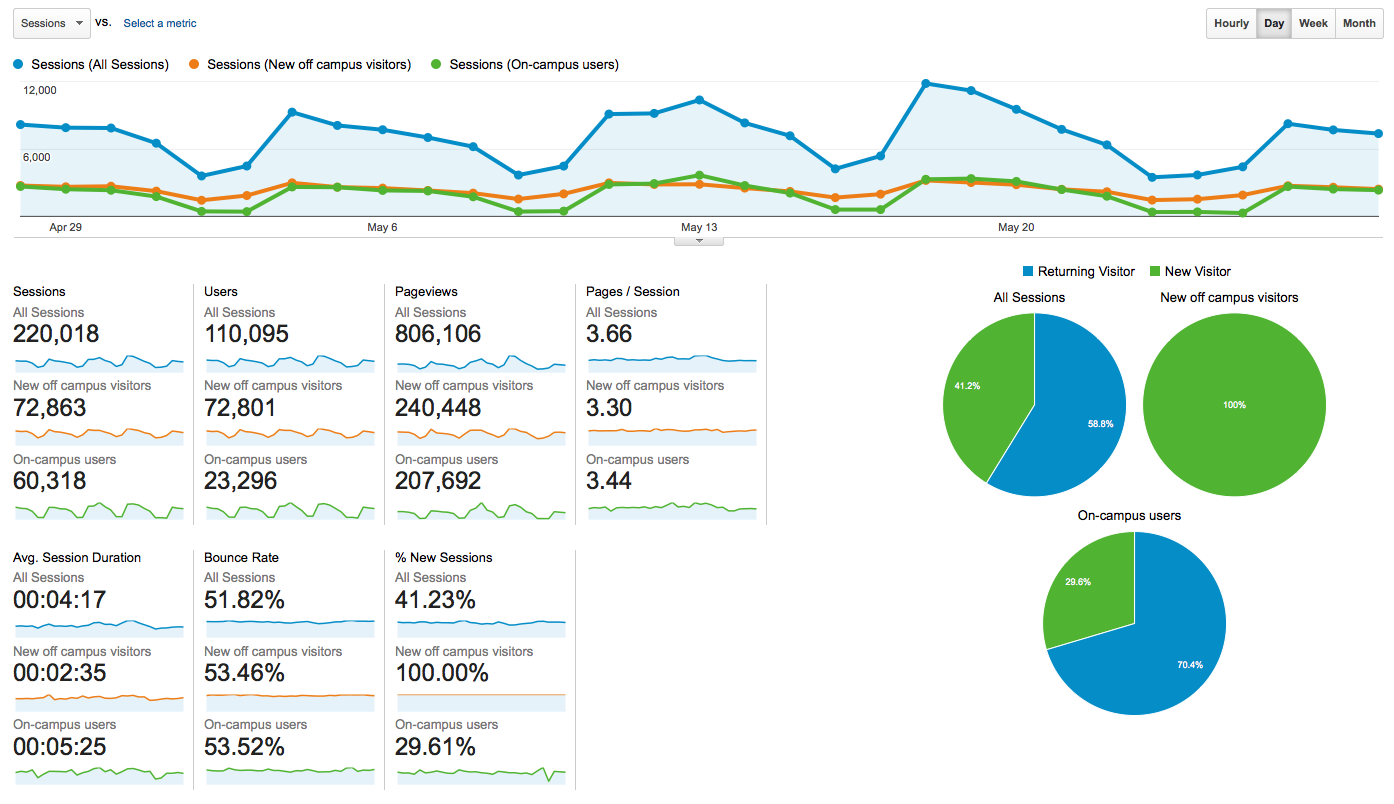 Sessions vs. Select a metric
Hourly Day Week Month
Sessions (All Sessions) Sessions (New off campus visitors) Sessions (On-campus users)
12,000
6,000
Apr 29 May 6 May 13 May 20
Returning Visitor New Visitor
Sessions
All Sessions
220,018
New off campus visitors
72,863
On-campus users
60,318
Users
All Sessions
110,095
New off campus visitors
72,801
On-campus users
23,296
Pageviews
All Sessions
806,106
New off campus visitors
240,448
On-campus users
207,692
Pages / Session
All Sessions
3.66
New off campus visitors
3.30
On-campus users
3.44
All Sessions
41.2%
58.8%
New off campus visitors
100%
On-campus users
29.6%
70.4%
Avg. Session Duration
All Sessions
00:04:17
New off campus visitors
00:02:35
On-campus users
00:05:25
Bounce Rate
All Sessions
51.82%
New off campus visitors
53.46%
On-campus users
53.52%
% New Sessions
All Sessions
41.23%
New off campus visitors
100.00%
On-campus users
29.61%